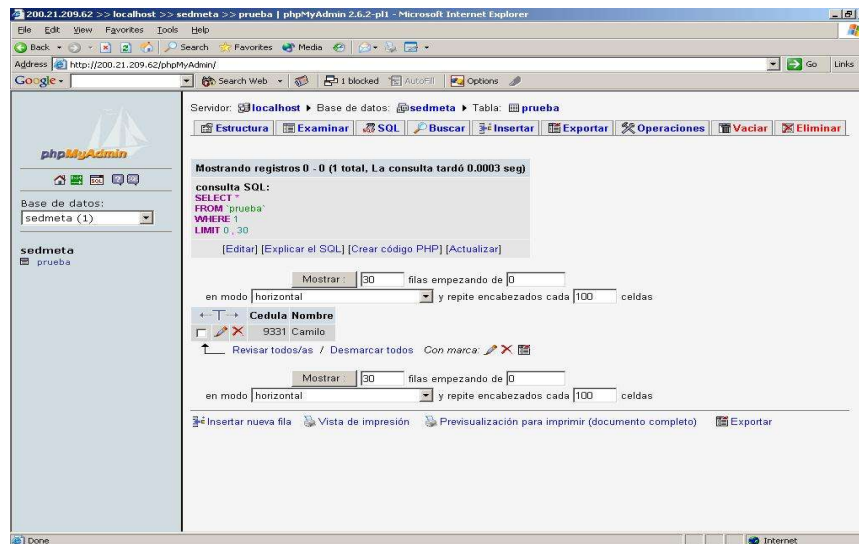 200.21.209.62 >> localhost >> sedmeta >> prueba | phpMyAdmin 2.6.2-pl1 - Microsoft Internet Explorer
File Edit View Favorites Tools Help
Back Search Favorites Media
Address http://200.21.209.62/phpMyAdmin/ Go Links
Google Search Web 1 blocked AutoFill Options
phpMyAdmin
SQL
Base de datos:
sedmeta (1)
sedmeta
prueba
Servidor: localhost Base de datos: sedmeta Tabla: prueba
Estructura Examinar SQL Buscar Insertar Exportar Operaciones Vaciar Eliminar
Mostrando registros 0 - 0 (1 total, La consulta tardó 0.0003 seg)
consulta SQL:
SELECT *
FROM `prueba`
WHERE 1
LIMIT 0 , 30
[Editar] [Explicar el SQL] [Crear código PHP] [Actualizar]
Mostrar : 30 filas empezando de 0
en modo horizontal y repite encabezados cada 100 celdas
←T→ Cedula Nombre
9331 Camilo
Revisar todos/as / Desmarcar todos Con marca:
Mostrar : 30 filas empezando de 0
en modo horizontal y repite encabezados cada 100 celdas
Insertar nueva fila Vista de impresión Previsualización para imprimir (documento completo) Exportar
Done Internet